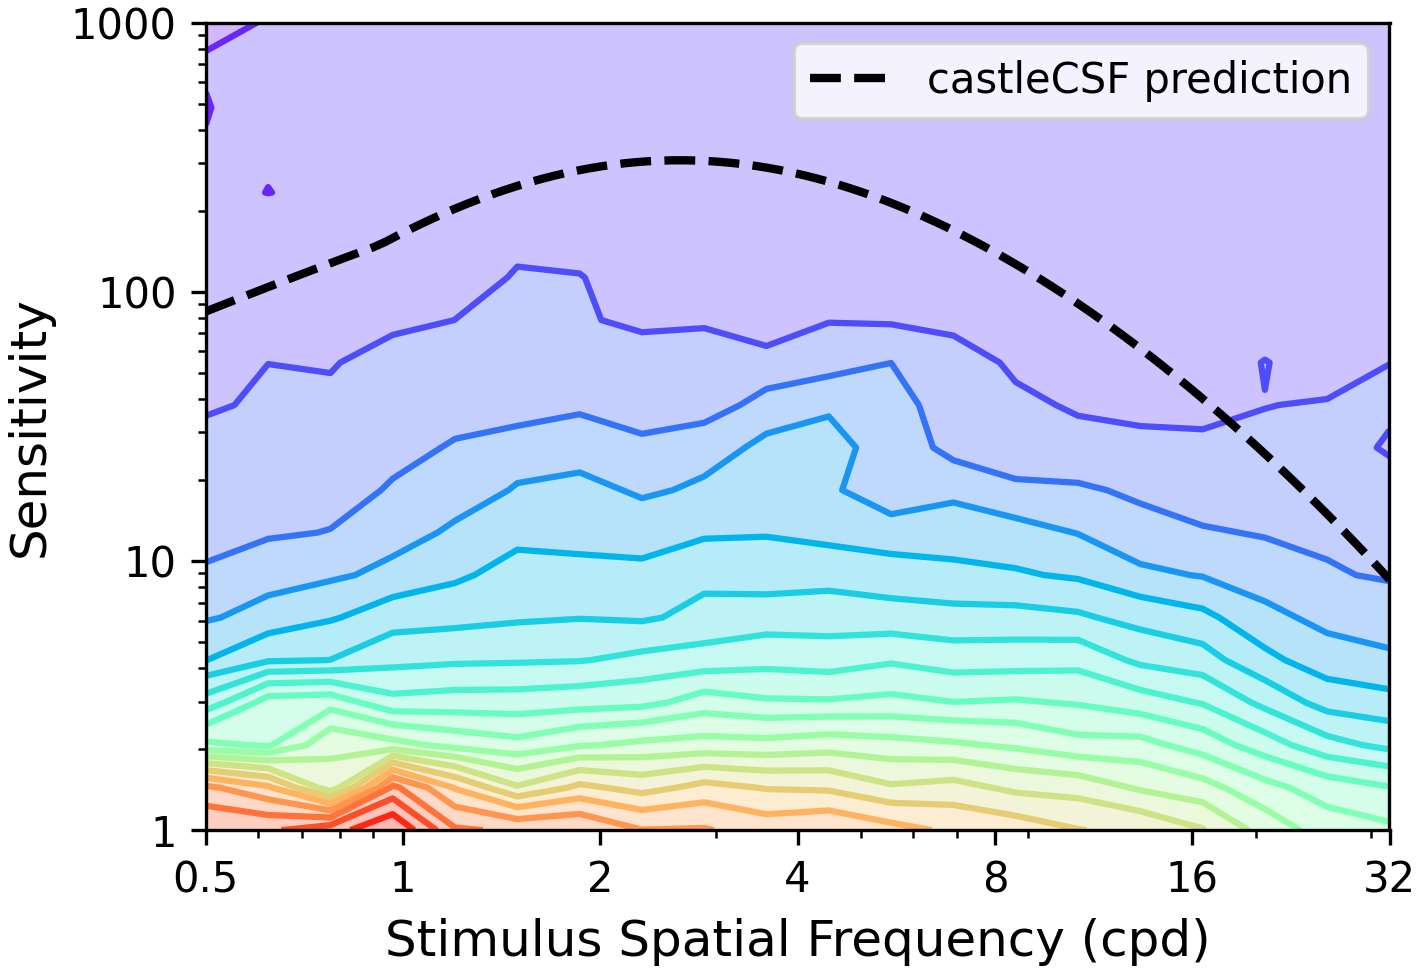 1000
castleCSF prediction
100
Sensitivity
10
1
0.5 1 2 4 8 16 32
Stimulus Spatial Frequency (cpd)